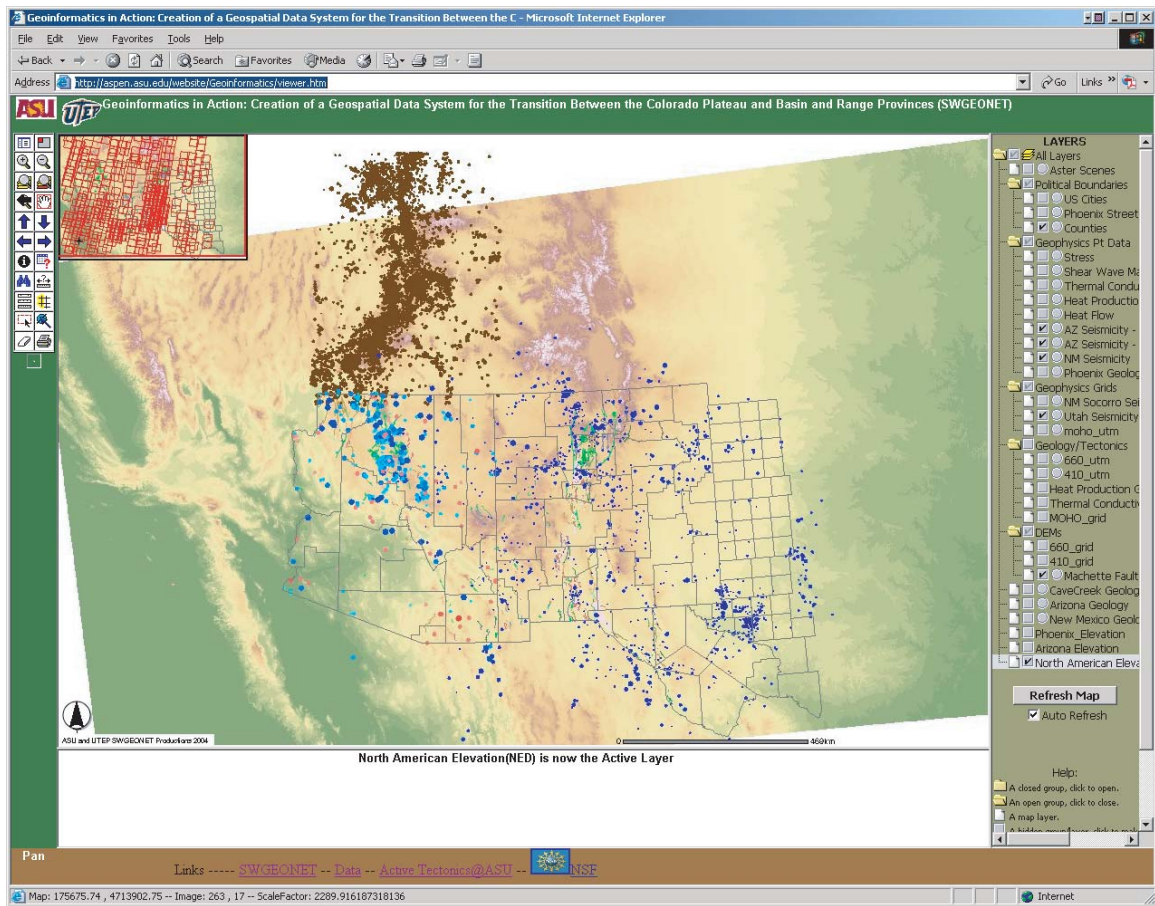 Geoinformatics in Action: Creation of a Geospatial Data System for the Transition Between the C - Microsoft Internet Explorer
File Edit View Favorites Tools Help
Back Search Favorites Media
Address http://aspen.asu.edu/website/Geoinformatics/viewer.htm Go Links »
ASU UTEP Geoinformatics in Action: Creation of a Geospatial Data System for the Transition Between the Colorado Plateau and Basin and Range Provinces (SWGEONET)
LAYERS
All Layers
Aster Scenes
Political Boundaries
US Cities
Phoenix Street
Counties
Geophysics Pt Data
Stress
Shear Wave Ma
Thermal Condu
Heat Productio
Heat Flow
AZ Seismicity -
AZ Seismicity -
NM Seismicity
Phoenix Geolog
Geophysics Grids
NM Socorro Sei
Utah Seismicity
moho_utm
Geology/Tectonics
660_utm
410_utm
Heat Production G
Thermal Conductiv
MOHO_grid
DEMs
660_grid
410_grid
Machette Fault
CaveCreek Geolog
Arizona Geology
New Mexico Geolo
Phoenix_Elevation
Arizona Elevation
North American Eleva
Refresh Map
Auto Refresh
Help:
A closed group, click to open.
An open group, click to close.
A map layer.
ASU and UTEP SWGEONET Productions 2004
0 469km
North American Elevation(NED) is now the Active Layer
Pan
Links ----- SWGEONET -- Data -- Active Tectonics@ASU -- NSF
Map: 175675.74 , 4713902.75 -- Image: 263 , 17 -- ScaleFactor: 2289.916187318136
Internet